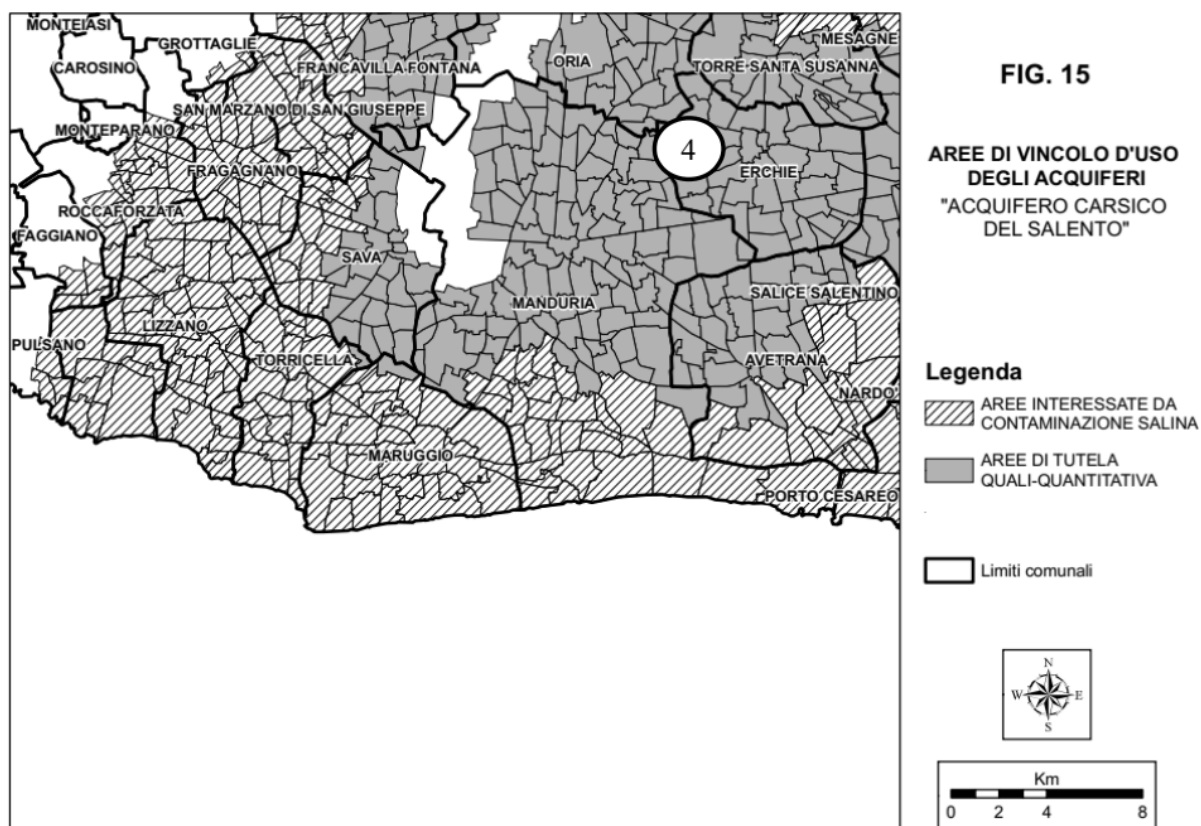 MONTEIASI
GROTTAGLIE
CAROSINO
FRANCAVILLA FONTANA
ORIA
MESAGNE
TORRE SANTA SUSANNA
SAN MARZANO DI SAN GIUSEPPE
MONTEPARANO
4
FRAGAGNANO
ERCHIE
ROCCAFORZATA
FAGGIANO
SAVA
MANDURIA
SALICE SALENTINO
LIZZANO
PULSANO
TORRICELLA
AVETRANA
NARDO'
MARUGGIO
PORTO CESAREO
FIG. 15
AREE DI VINCOLO D'USO
DEGLI ACQUIFERI
"ACQUIFERO CARSICO
DEL SALENTO"
Legenda
AREE INTERESSATE DA
CONTAMINAZIONE SALINA
AREE DI TUTELA
QUALI-QUANTITATIVA
Limiti comunali
N
W E
S
Km
0 2 4 8